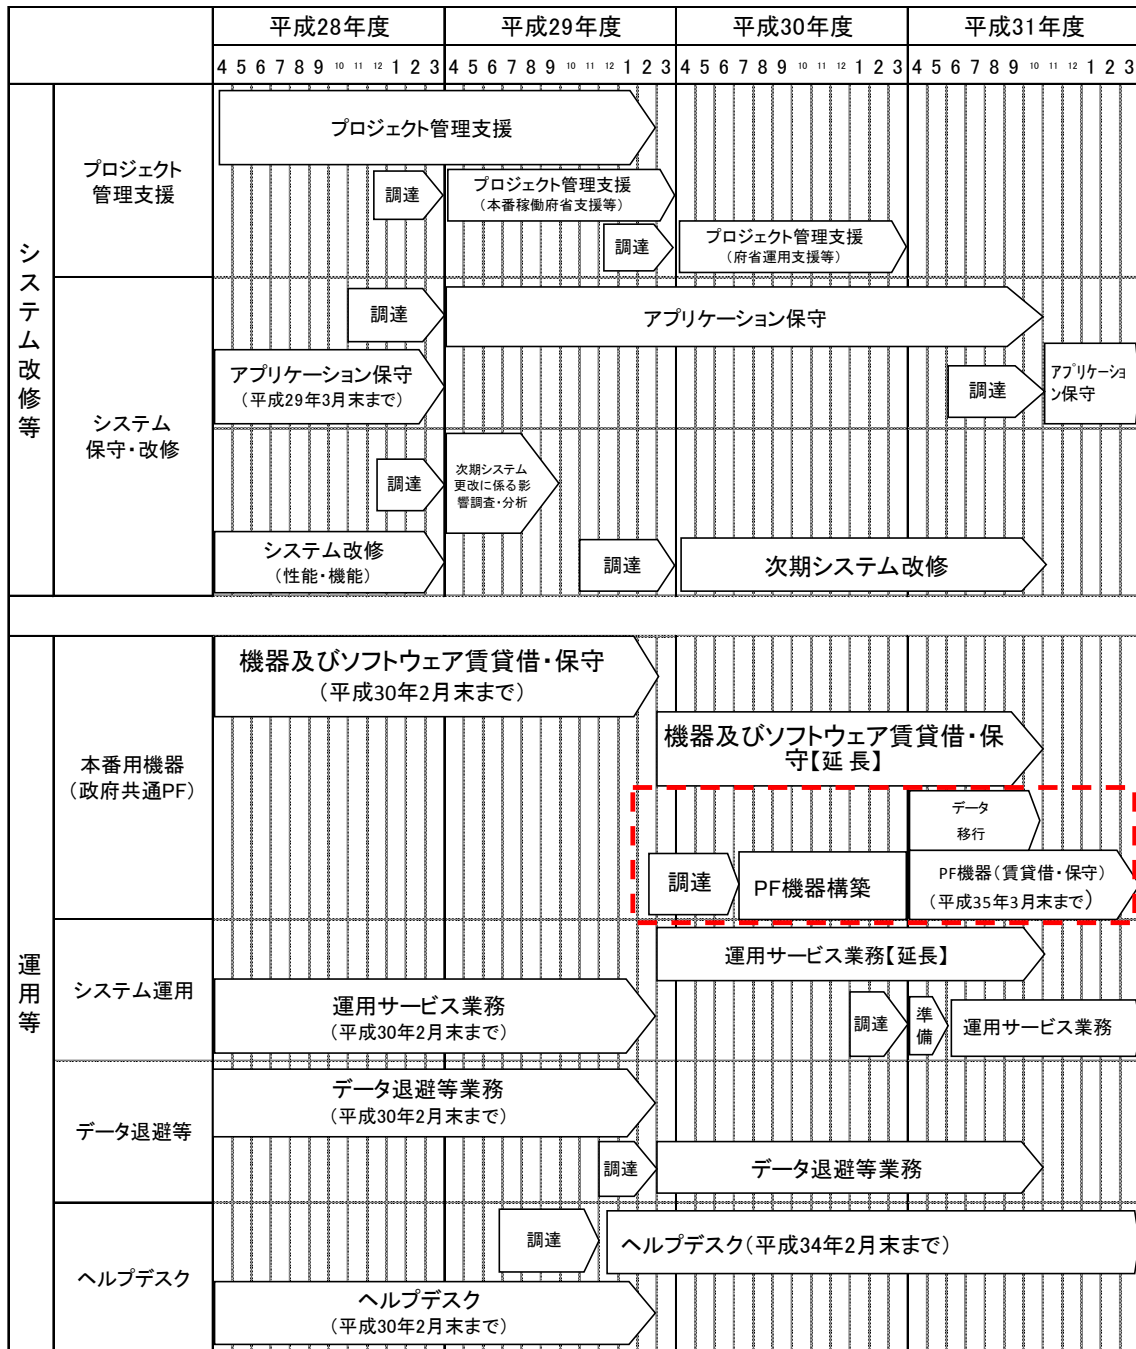 平成28年度 平成29年度 平成30年度 平成31年度
4 5 6 7 8 9 10 11 12 1 2 3 4 5 6 7 8 9 10 11 12 1 2 3 4 5 6 7 8 9 10 11 12 1 2 3 4 5 6 7 8 9 10 11 12 1 2 3
システム改修等
プロジェクト
管理支援
プロジェクト管理支援
調達
プロジェクト管理支援
(本番稼働府省支援等)
調達
プロジェクト管理支援
(府省運用支援等)
システム
保守・改修
調達
アプリケーション保守
アプリケーション保守
(平成29年3月末まで)
調達
アプリケーショ
ン保守
調達
次期システム
更改に係る影
響調査・分析
システム改修
(性能・機能)
調達
次期システム改修
運用等
本番用機器
(政府共通PF)
機器及びソフトウェア賃貸借・保守
(平成30年2月末まで)
機器及びソフトウェア賃貸借・保
守【延長】
データ
移行
調達
PF機器構築
PF機器(賃貸借・保守)
(平成35年3月末まで)
システム運用
運用サービス業務【延長】
運用サービス業務
(平成30年2月末まで)
調達
準
備
運用サービス業務
データ退避等
データ退避等業務
(平成30年2月末まで)
調達
データ退避等業務
ヘルプデスク
調達
ヘルプデスク(平成34年2月末まで)
ヘルプデスク
(平成30年2月末まで)